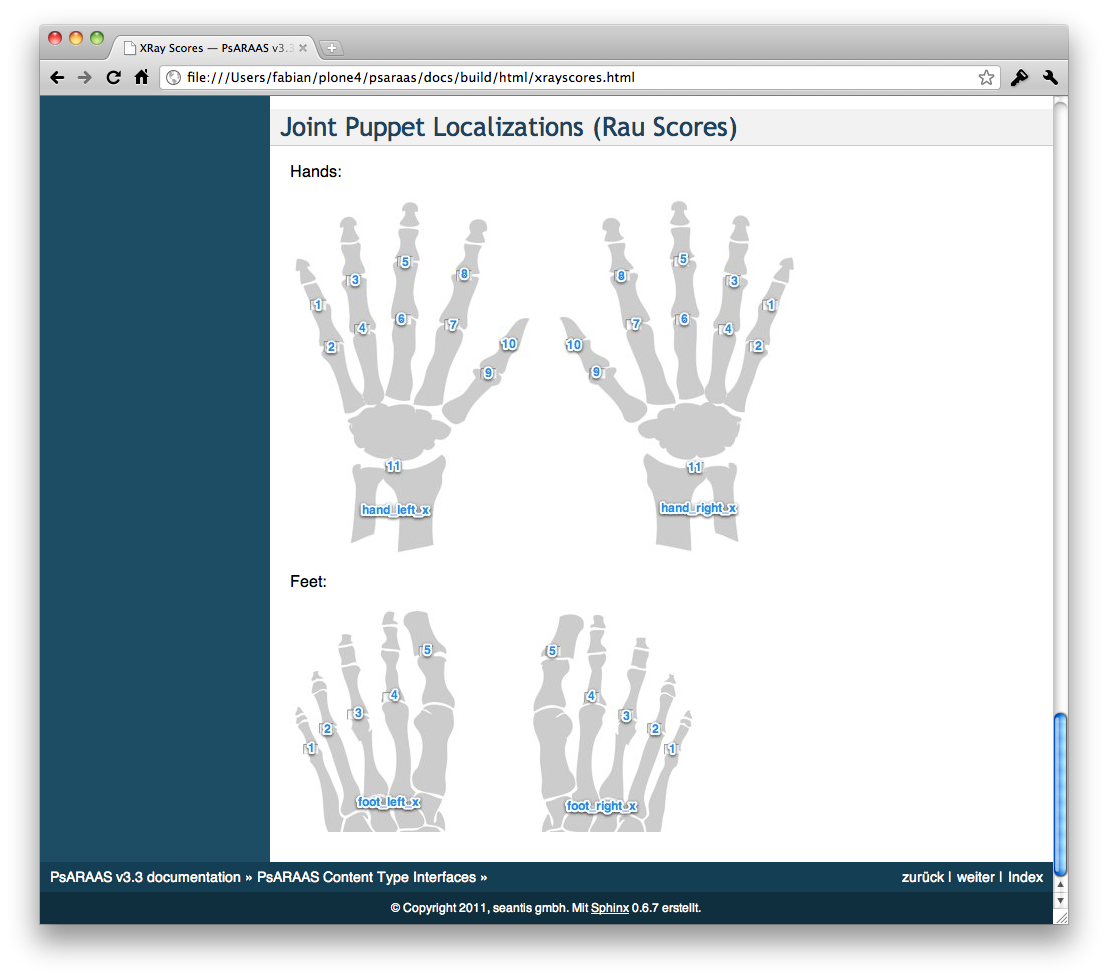 XRay Scores — PsARAAS v3.3
file:///Users/fabian/plone4/psaraas/docs/build/html/xrayscores.html
Joint Puppet Localizations (Rau Scores)
Hands:
5 5
8 3 3 8
1 1
6 7 4 7 6 4
2 2
10 10
9 9
11 11
hand_left_x hand_right_x
Feet:
5 5
4 4
3 3
2 2
1 1
foot_left_x foot_right_x
PsARAAS v3.3 documentation » PsARAAS Content Type Interfaces » zurück | weiter | Index
© Copyright 2011, seantis gmbh. Mit Sphinx 0.6.7 erstellt.